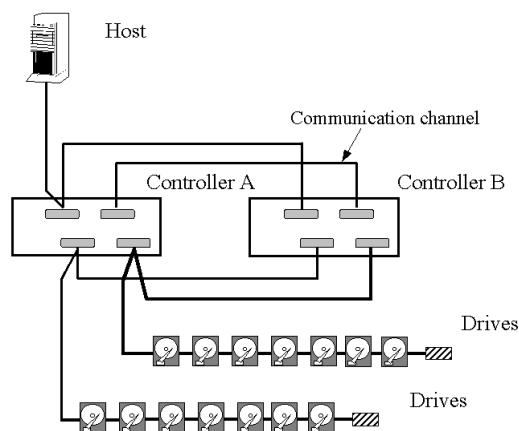 Host
Communication channel
Controller A
Controller B
Drives
Drives